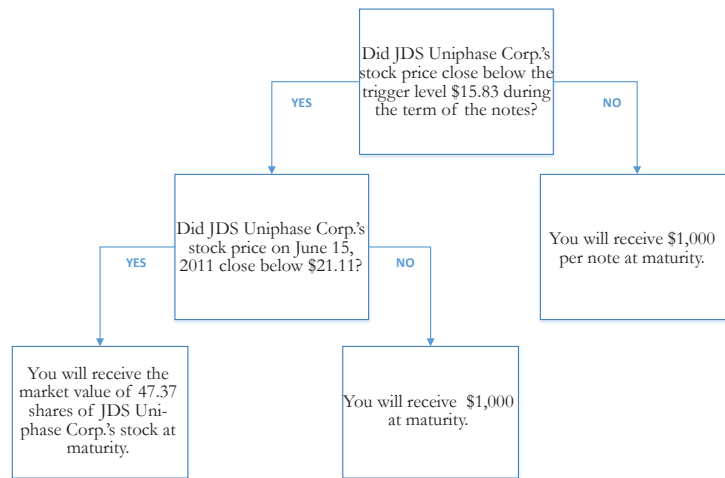 Did JDS Uniphase Corp.'s
stock price close below the
trigger level $15.83 during
the term of the notes?
YES
NO
Did JDS Uniphase Corp.'s
stock price on June 15,
2011 close below $21.11?
You will receive $1,000
per note at maturity.
YES
NO
You will receive the
market value of 47.37
shares of JDS Uni-
phase Corp.'s stock at
maturity.
You will receive $1,000
at maturity.